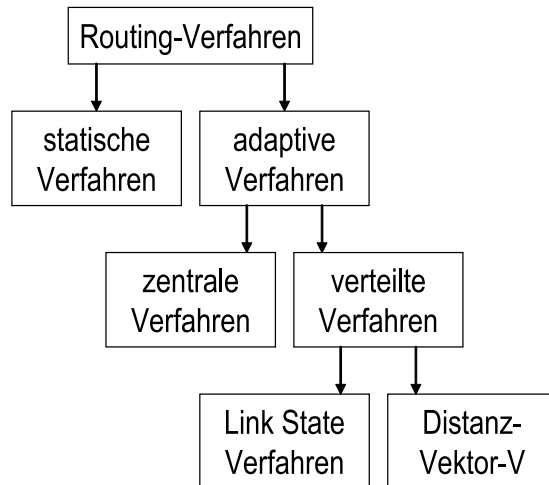 Routing-Verfahren
statische
Verfahren
adaptive
Verfahren
zentrale
Verfahren
verteilte
Verfahren
Link State
Verfahren
Distanz-
Vektor-V